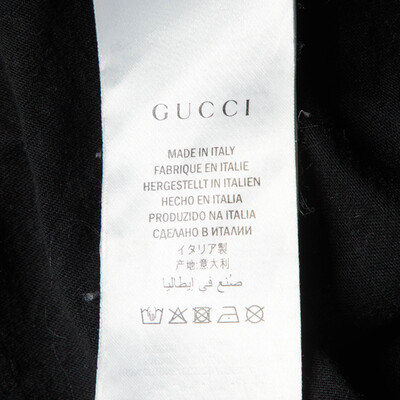 GUCCI
MADE IN ITALY
FABRIQUE EN ITALIE
HERGESTELLT IN ITALIEN
HECHO EN ITALIA
PRODUZIDO NA ITALIA
СДЕЛАНО В ИТАЛИИ
イタリア製
产地:意大利
صنع في إيطاليا